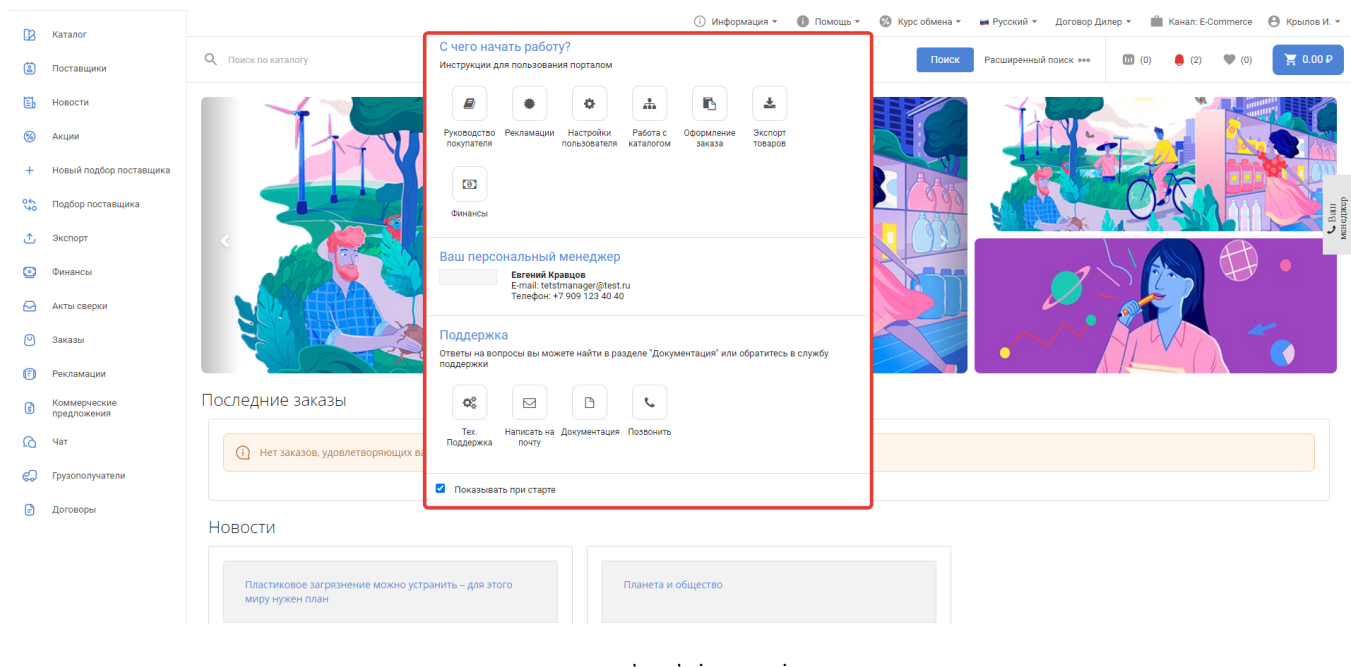 Информация
Помощь
Курс обмена
Русский
Договор Дилер
Канал: E-Commerce
Крылов И.
Каталог
Поставщики
Новости
Акции
Новый подбор поставщика
Подбор поставщика
Экспорт
Финансы
Акты сверки
Заказы
Рекламации
Коммерческие
предложения
Чат
Грузополучатели
Договоры
Поиск по каталогу
Поиск
Расширенный поиск
(0)
(2)
(0)
0.00 ₽
С чего начать работу?
Инструкции для пользования порталом
Руководство
покупателя
Рекламации
Настройки
пользователя
Работа с
каталогом
Оформление
заказа
Экспорт
товаров
Финансы
Ваш персональный менеджер
Евгений Кравцов
E-mail: tetstmanager@test.ru
Телефон: +7 909 123 40 40
Поддержка
Ответы на вопросы вы можете найти в разделе "Документация" или обратитесь в службу
поддержки
Тех.
Поддержка
Написать на
почту
Документация
Позвонить
Показывать при старте
Ваш
менеджер
Последние заказы
Нет заказов, удовлетворяющих ва
Новости
Пластиковое загрязнение можно устранить – для этого
миру нужен план
Планета и общество